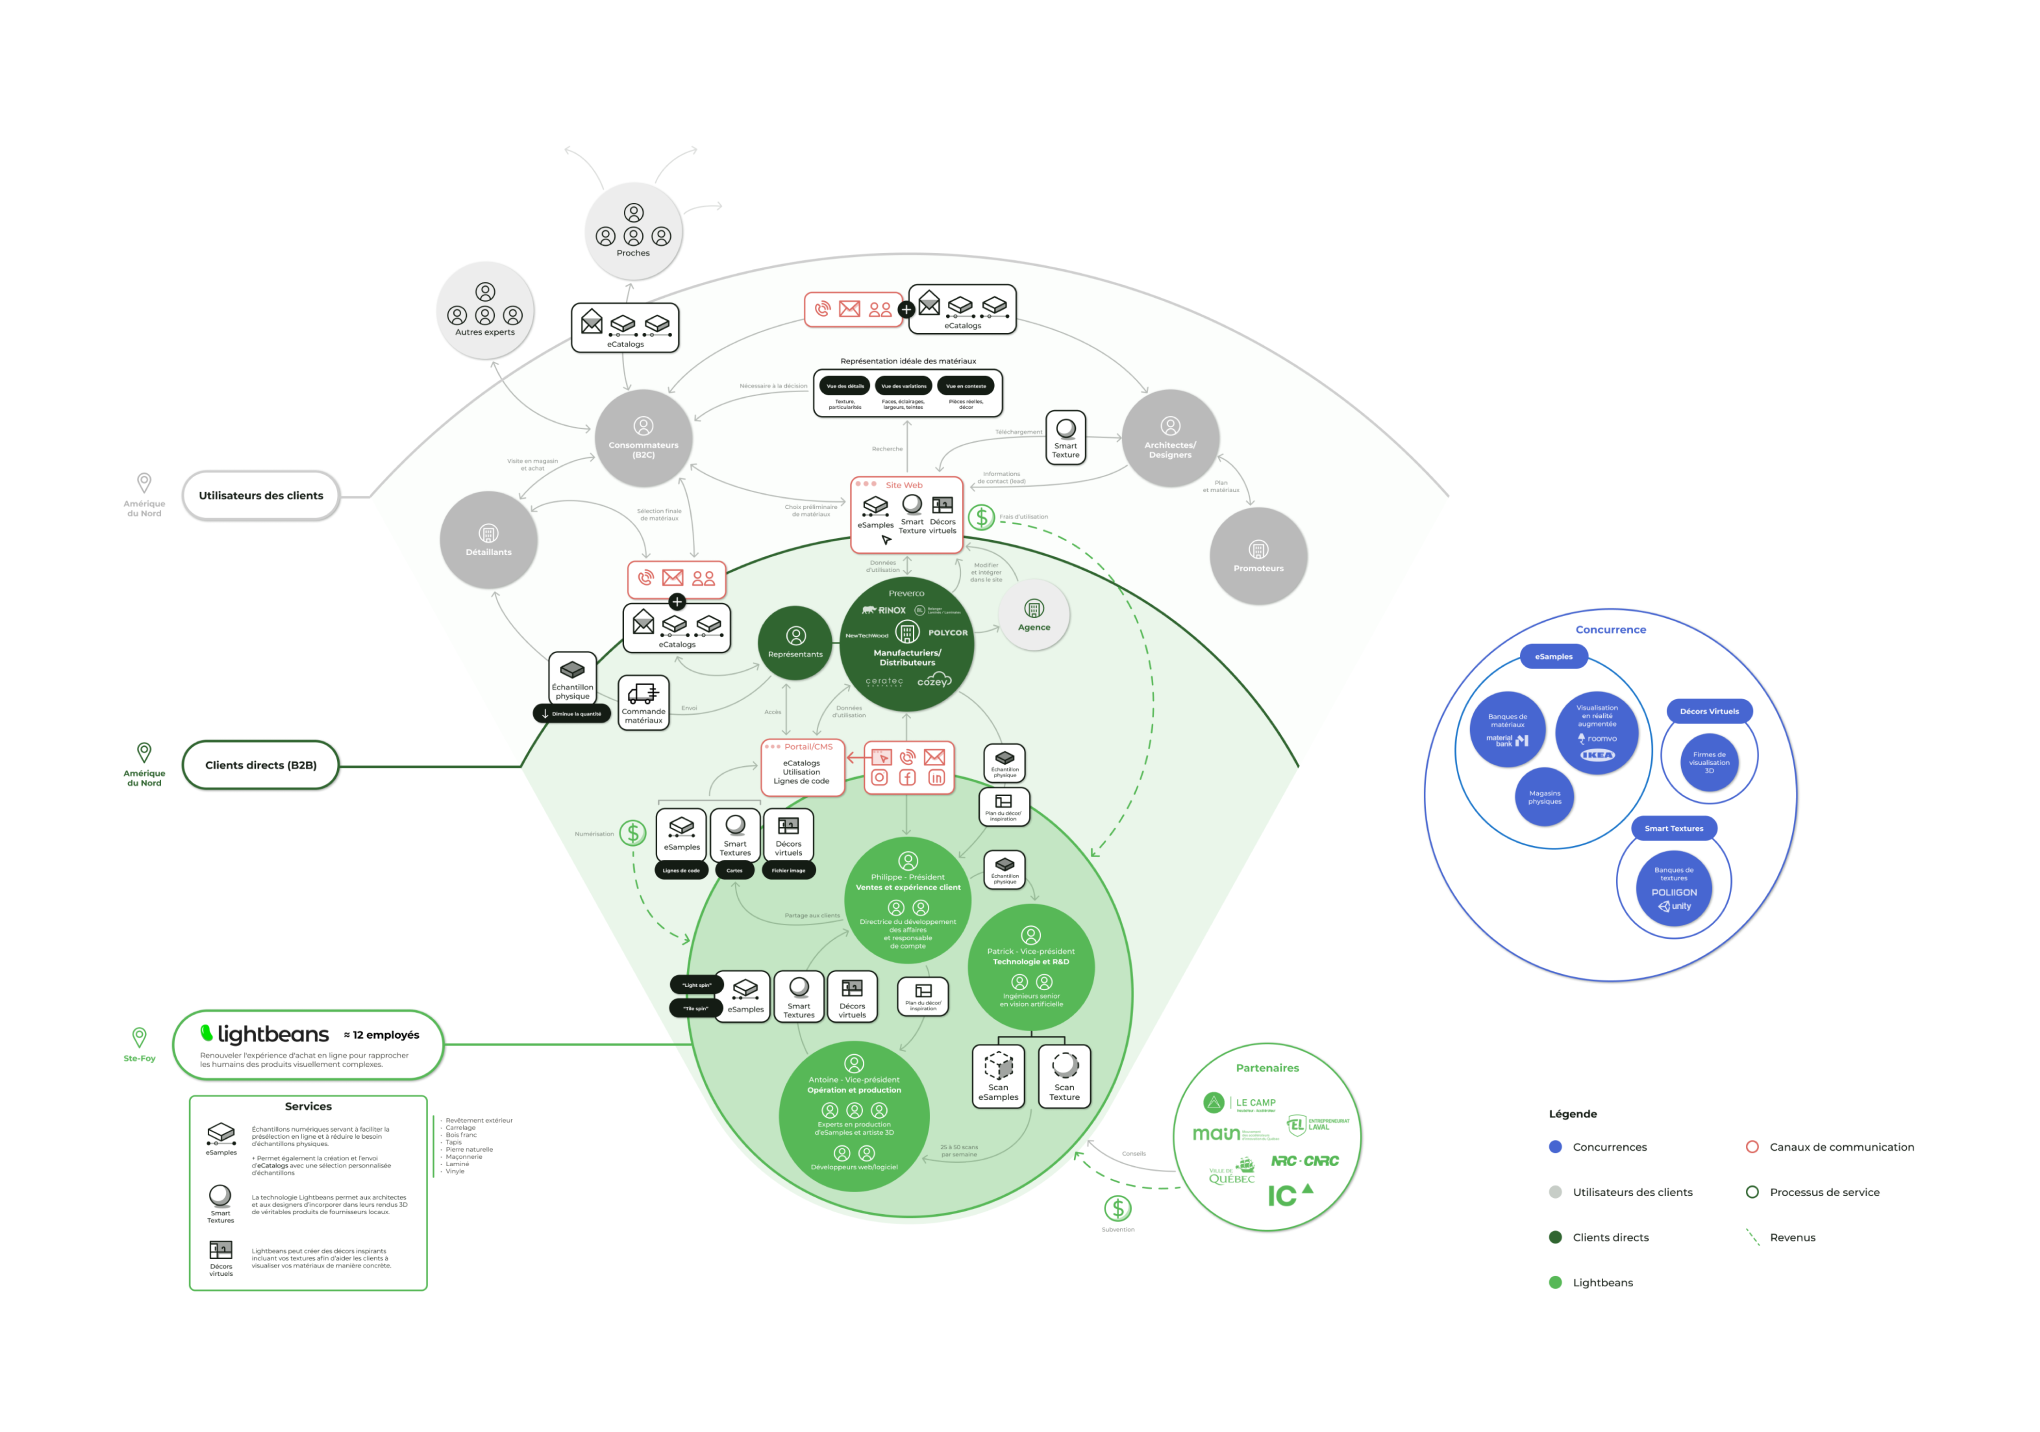 Proches
Autres experts
eCatalogs
eCatalogs
Représentation idéale des matériaux
Vue des détails
Vue des variations
Vue en contexte
Texture,
particularités
Faces, éclairages,
largeurs, teintes
Pièces réelles,
décor
Nécessaire à la décision
Consommateurs
(B2C)
Recherche
Téléchargement
Smart
Texture
Architectes/
Designers
Visite en magasin
et achat
Informations
de contact (lead)
Plan
et matériaux
Amérique
du Nord
Utilisateurs des clients
Site Web
eSamples
Smart
Texture
Décors
virtuels
Choix préliminaire
de matériaux
Sélection finale
de matériaux
Frais d'utilisation
Détaillants
Promoteurs
Données
d'utilisation
Modifier
et intégrer
dans le site
eCatalogs
Représentants
Preverco
RINOX
NewTechWood
POLYCOR
Manufacturiers/
Distributeurs
ceratec
cozey
Agence
Échantillon
physique
Diminue la quantité
Commande
matériaux
Envoi
Accès
Données
d'utilisation
Amérique
du Nord
Clients directs (B2B)
Portail/CMS
eCatalogs
Utilisation
Lignes de code
Échantillon
physique
Plan du décor/
inspiration
Numérisation
eSamples
Lignes de code
Smart
Textures
Cartes
Décors
virtuels
Fichier Image
Philippe - Président
Ventes et expérience client
Directrice du développement
des affaires
et responsable
de compte
Échantillon
physique
Partage aux clients
Patrick - Vice-président
Technologie et R&D
Ingénieurs senior
en vision artificielle
"Light spin"
"Tile spin"
eSamples
Smart
Textures
Décors
virtuels
Plan du décor/
inspiration
Ste-Foy
lightbeans
≈ 12 employés
Renouveler l'expérience d'achat en ligne pour rapprocher
les humains des produits visuellement complexes.
Antoine - Vice-président
Opération et production
Experts en production
d'eSamples et artiste 3D
Développeurs web/logiciel
Scan
eSamples
Scan
Texture
25 à 50 scans
par semaine
Services
eSamples
Échantillons numériques servant à faciliter la
présélection en ligne et à réduire le besoin
d'échantillons physiques.
+ Permet également la création et l'envoi
d'eCatalogs avec une sélection personnalisée
d'échantillons
Smart
Textures
La technologie Lightbeans permet aux architectes
et aux designers d'incorporer dans leurs rendus 3D
de véritables produits de fournisseurs locaux.
Décors
virtuels
Lightbeans peut créer des décors inspirants
incluant vos textures afin d'aider les clients à
visualiser vos matériaux de manière concrète.
- Revêtement extérieur
- Carrelage
- Bois franc
- Tapis
- Pierre naturelle
- Maçonnerie
- Laminé
- Vinyle
Conseils
Subvention
Partenaires
LE CAMP
main
EL
ENTREPRENEURIAT
LAVAL
VILLE DE
QUÉBEC
NRC · CNRC
IC
Concurrence
eSamples
Banques de
matériaux
material
bank
Visualisation
en réalité
augmentée
roomvo
IKEA
Magasins
physiques
Décors Virtuels
Firmes de
visualisation
3D
Smart Textures
Banques de
textures
POLIIGON
unity
Légende
Concurrences
Utilisateurs des clients
Clients directs
Lightbeans
Canaux de communication
Processus de service
Revenus